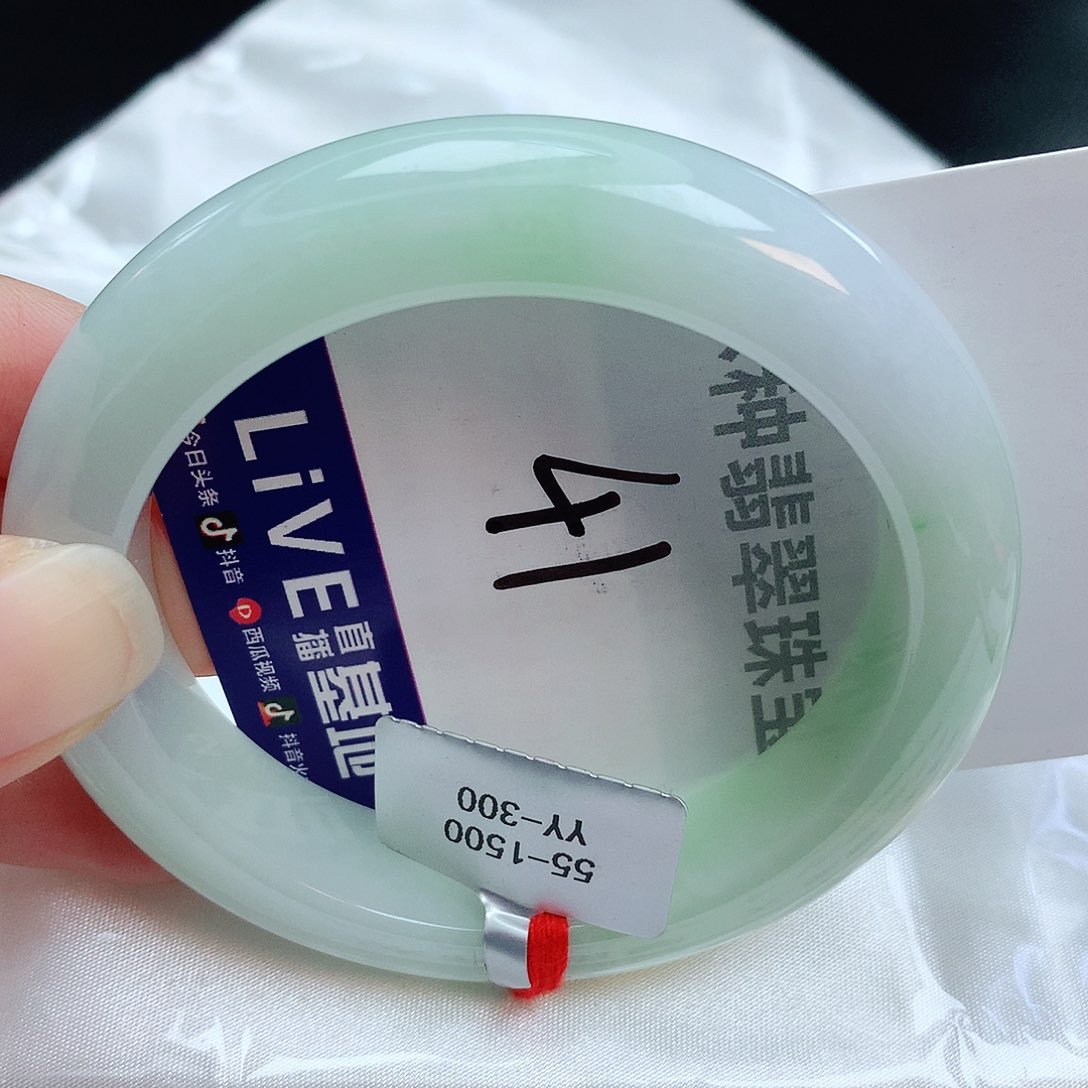 种翡翠珠宝
41
LiVE 直播基地
今日头条 抖音 西瓜视频 抖音火
55-1500
YY-300